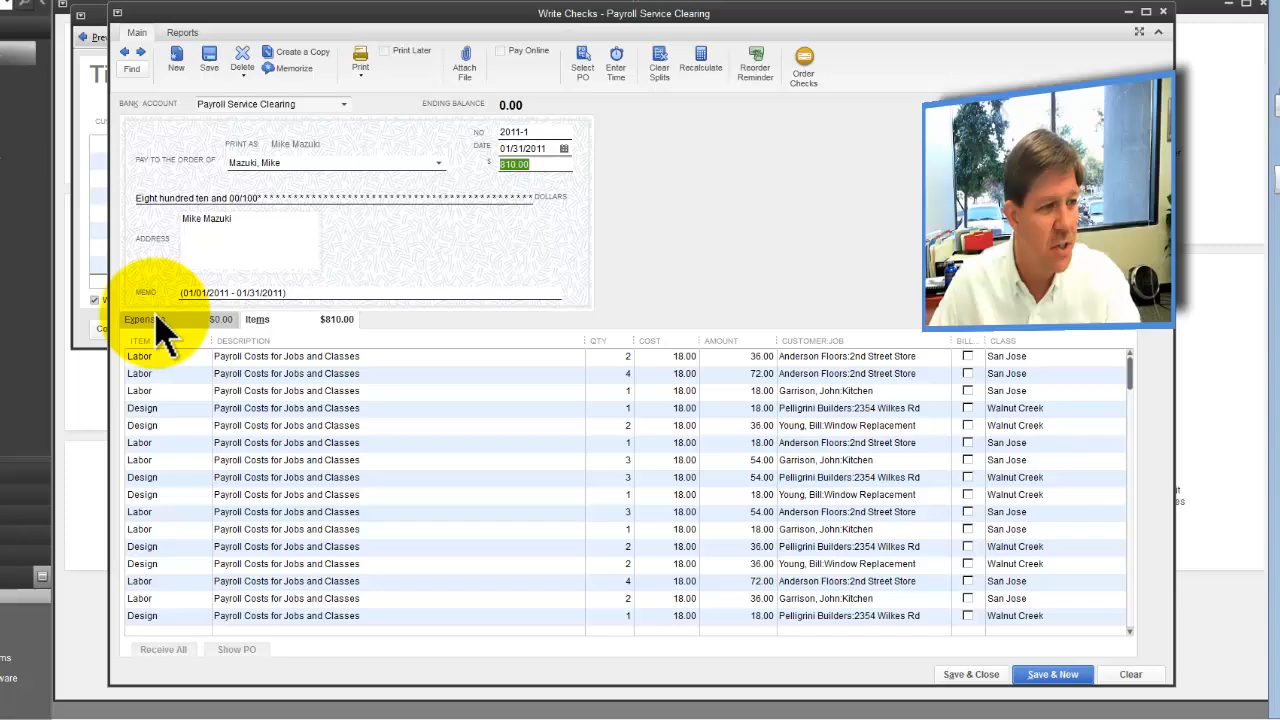 Write Checks - Payroll Service Clearing
Main Reports
Find New Save Delete Create a Copy Memorize Print Print Later Attach File Pay Online Select PO Enter Time Clear Splits Recalculate Reorder Reminder Order Checks
BANK ACCOUNT Payroll Service Clearing ENDING BALANCE 0.00
NO 2011-1
PRINT AS Mike Mazuki DATE 01/31/2011
PAY TO THE ORDER OF Mazuki, Mike $ 810.00
Eight hundred ten and 00/100* * * * * * * * * * * * * * * * * * * * * * * * * * * * * * * * * * * * * * * * * * * * * * * * DOLLARS
Mike Mazuki
ADDRESS
MEMO (01/01/2011 - 01/31/2011)
$0.00 Items $810.00
ITEM DESCRIPTION QTY COST AMOUNT CUSTOMER:JOB BILL... CLASS
Labor Payroll Costs for Jobs and Classes 2 18.00 36.00 Anderson Floors:2nd Street Store San Jose
Labor Payroll Costs for Jobs and Classes 4 18.00 72.00 Anderson Floors:2nd Street Store San Jose
Labor Payroll Costs for Jobs and Classes 1 18.00 18.00 Garrison, John:Kitchen San Jose
Design Payroll Costs for Jobs and Classes 1 18.00 18.00 Pelligrini Builders:2354 Wilkes Rd Walnut Creek
Design Payroll Costs for Jobs and Classes 2 18.00 36.00 Young, Bill:Window Replacement Walnut Creek
Labor Payroll Costs for Jobs and Classes 1 18.00 18.00 Anderson Floors:2nd Street Store San Jose
Labor Payroll Costs for Jobs and Classes 3 18.00 54.00 Garrison, John:Kitchen San Jose
Design Payroll Costs for Jobs and Classes 3 18.00 54.00 Pelligrini Builders:2354 Wilkes Rd Walnut Creek
Design Payroll Costs for Jobs and Classes 1 18.00 18.00 Young, Bill:Window Replacement Walnut Creek
Labor Payroll Costs for Jobs and Classes 3 18.00 54.00 Anderson Floors:2nd Street Store San Jose
Labor Payroll Costs for Jobs and Classes 1 18.00 18.00 Garrison, John:Kitchen San Jose
Design Payroll Costs for Jobs and Classes 2 18.00 36.00 Pelligrini Builders:2354 Wilkes Rd Walnut Creek
Design Payroll Costs for Jobs and Classes 2 18.00 36.00 Young, Bill:Window Replacement Walnut Creek
Labor Payroll Costs for Jobs and Classes 4 18.00 72.00 Anderson Floors:2nd Street Store San Jose
Labor Payroll Costs for Jobs and Classes 2 18.00 36.00 Garrison, John:Kitchen San Jose
Design Payroll Costs for Jobs and Classes 1 18.00 18.00 Pelligrini Builders:2354 Wilkes Rd Walnut Creek
Receive All Show PO
Save & Close Save & New Clear